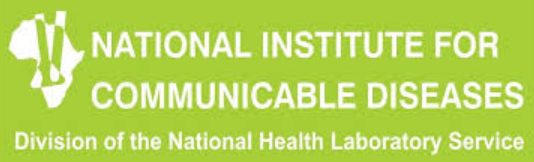 NATIONAL INSTITUTE FOR
COMMUNICABLE DISEASES
Division of the National Health Laboratory Service